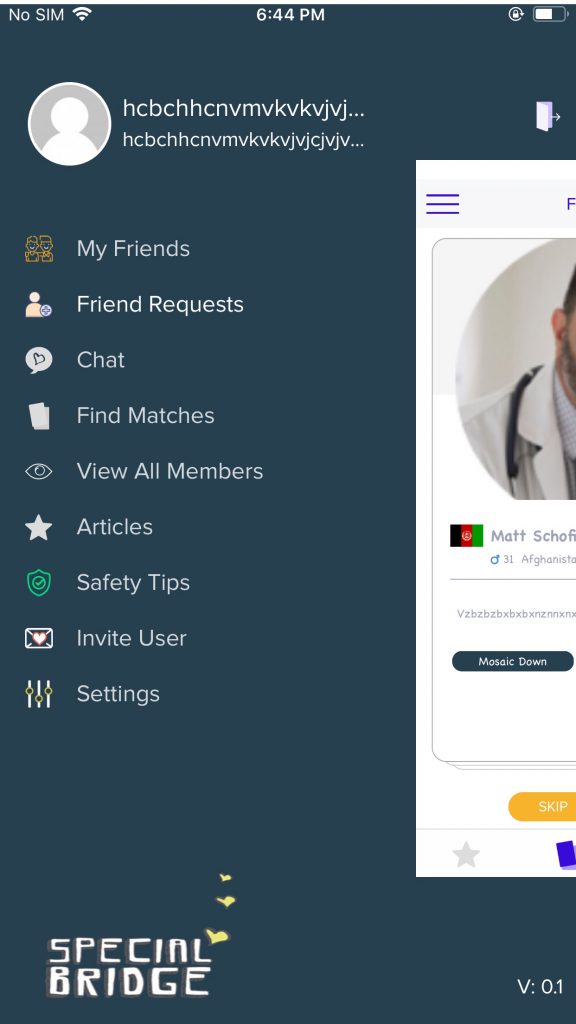 No SIM
6:44 PM
hcbchhcnvmvkvkvjvj...
hcbchhcnvmvkvkvjvjcjvjv...
F
My Friends
Friend Requests
Chat
Find Matches
View All Members
Articles
Safety Tips
Invite User
Settings
Matt Schofi
31 Afghanista
Vzbzbzbxbxbxnznnxnx
Mosaic Down
SKIP
SPECIAL
BRIDGE
V: 0.1